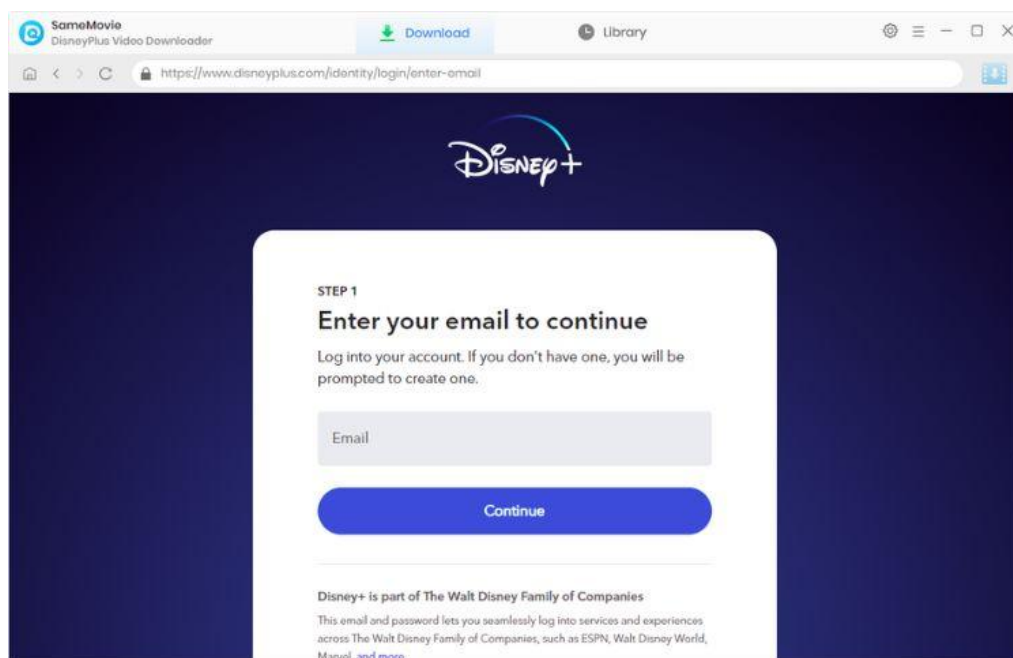 SameMovie
DisneyPlus Video Downloader
Download
Library
https://www.disneyplus.com/identity/login/enter-email
Disney+
STEP 1
Enter your email to continue
Log into your account. If you don't have one, you will be
prompted to create one.
Email
Continue
Disney+ is part of The Walt Disney Family of Companies
This email and password lets you seamlessly log into services and experiences
across The Walt Disney Family of Companies, such as ESPN, Walt Disney World,
Marvel, and more.